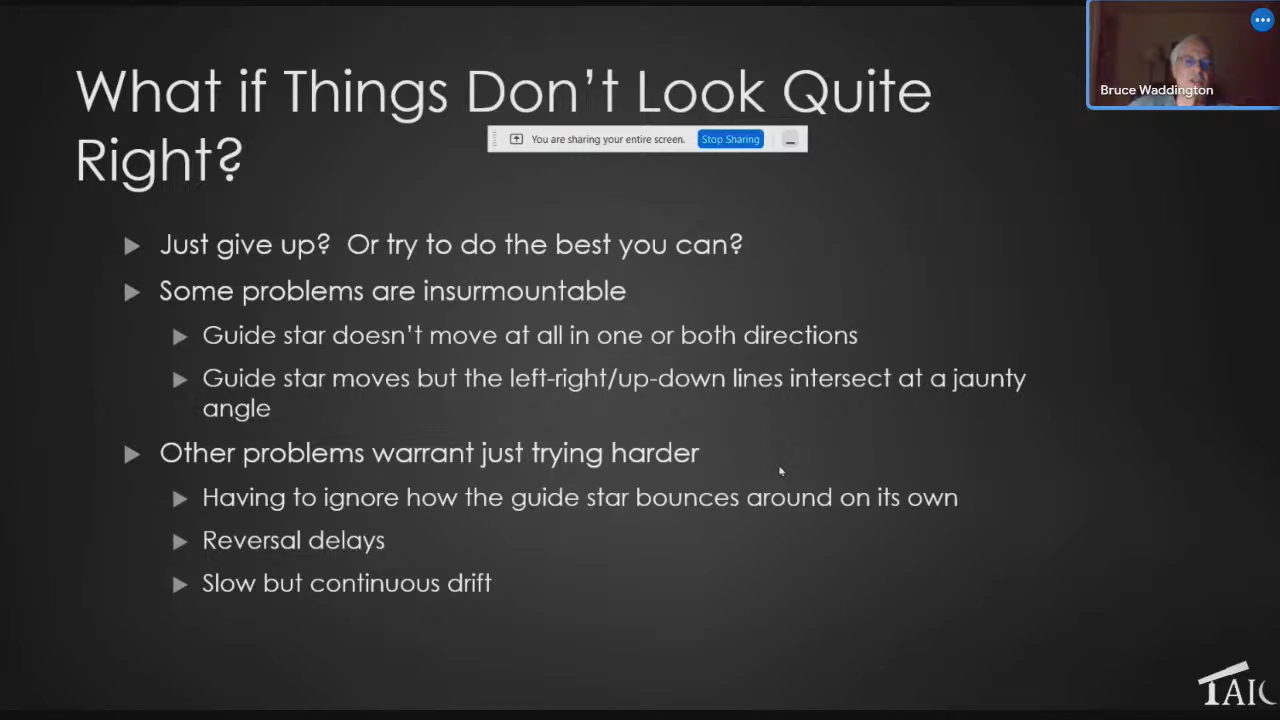 What if Things Don't Look Quite
Right?
You are sharing your entire screen.
Stop Sharing
Bruce Waddington
Just give up? Or try to do the best you can?
Some problems are insurmountable
Guide star doesn't move at all in one or both directions
Guide star moves but the left-right/up-down lines intersect at a jaunty
angle
Other problems warrant just trying harder
Having to ignore how the guide star bounces around on its own
Reversal delays
Slow but continuous drift
TAIC